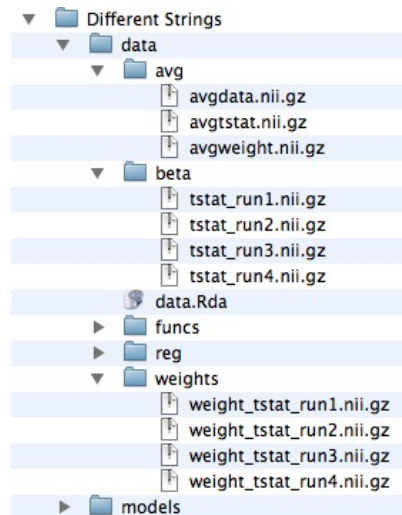 Different Strings
data
avg
avgdata.nii.gz
avgtstat.nii.gz
avgweight.nii.gz
beta
tstat_run1.nii.gz
tstat_run2.nii.gz
tstat_run3.nii.gz
tstat_run4.nii.gz
data.Rda
funcs
reg
weights
weight_tstat_run1.nii.gz
weight_tstat_run2.nii.gz
weight_tstat_run3.nii.gz
weight_tstat_run4.nii.gz
models